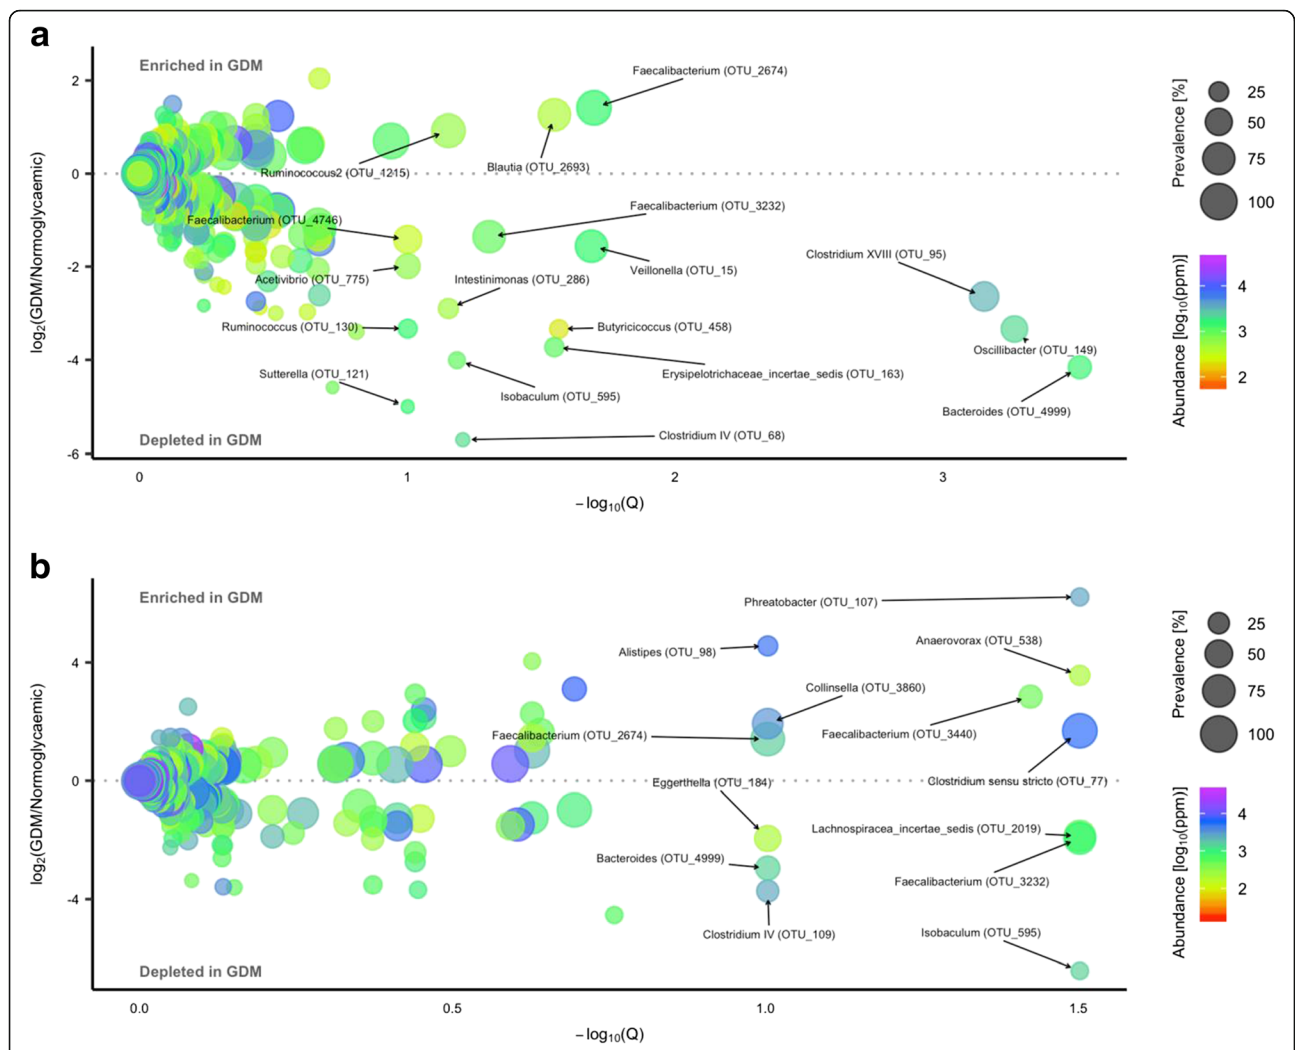 a
Enriched in GDM
Faecalibacterium (OTU_2674)
Ruminococcus2 (OTU_1215)
Blautia (OTU_2693)
Faecalibacterium (OTU_4746)
Faecalibacterium (OTU_3232)
Clostridium XVIII (OTU_95)
Veillonella (OTU_15)
Acetivibrio (OTU_775)
Intestinimonas (OTU_286)
Ruminococcus (OTU_130)
Butyricicoccus (OTU_458)
Oscillibacter (OTU_149)
Sutterella (OTU_121)
Erysipelotrichaceae_incertae_sedis (OTU_163)
Isobaculum (OTU_595)
Bacteroides (OTU_4999)
Depleted in GDM
Clostridium IV (OTU_68)
2
0
-2
-4
-6
log2(GDM/Normoglycaemic)
0 1 2 3
−log10(Q)
Prevalence [%]
25
50
75
100
Abundance [log10(ppm)]
4
3
2
b
Enriched in GDM
Phreatobacter (OTU_107)
Alistipes (OTU_98)
Anaerovorax (OTU_538)
Collinsella (OTU_3860)
Faecalibacterium (OTU_2674)
Faecalibacterium (OTU_3440)
Eggerthella (OTU_184)
Clostridium sensu stricto (OTU_77)
Lachnospiracea_incertae_sedis (OTU_2019)
Bacteroides (OTU_4999)
Faecalibacterium (OTU_3232)
Clostridium IV (OTU_109)
Isobaculum (OTU_595)
Depleted in GDM
4
0
-4
log2(GDM/Normoglycaemic)
0.0 0.5 1.0 1.5
−log10(Q)
Prevalence [%]
25
50
75
100
Abundance [log10(ppm)]
4
3
2